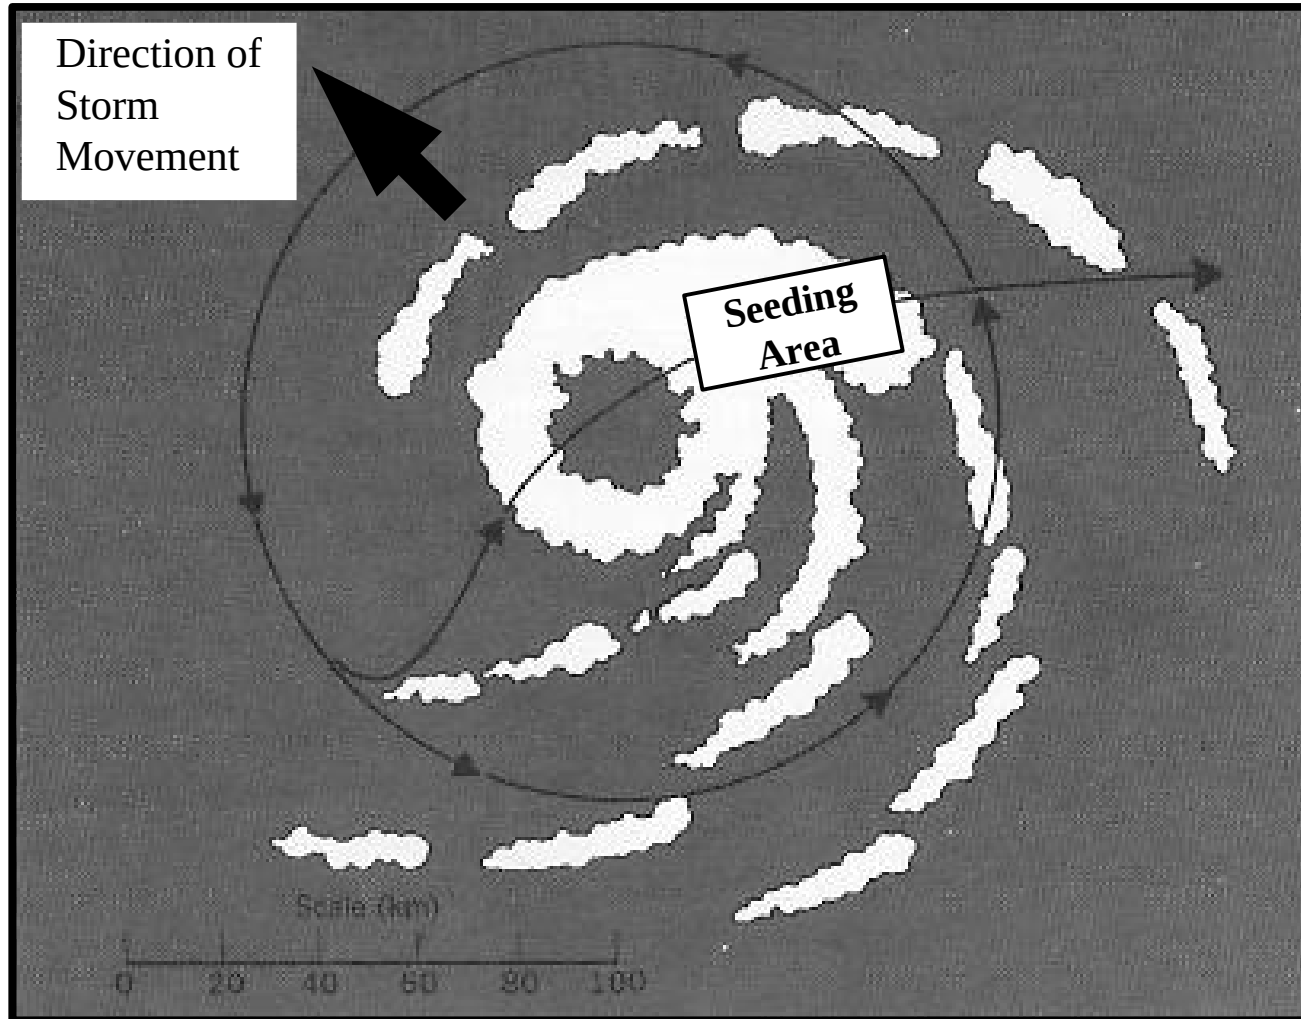 Direction of
Storm
Movement
Seeding
Area
Scale (km)
0 20 40 60 80 100